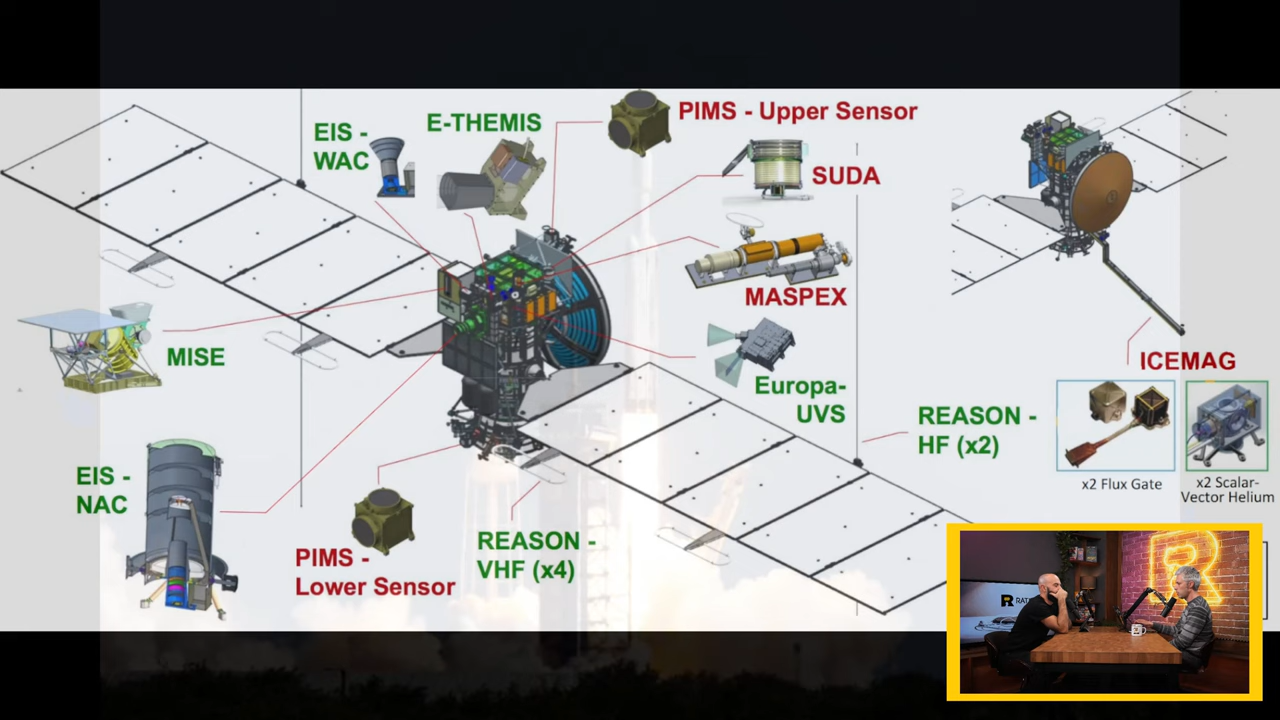 EIS -
WAC
E-THEMIS
PIMS - Upper Sensor
SUDA
MASPEX
MISE
Europa-
UVS
ICEMAG
REASON -
HF (x2)
x2 Flux Gate
x2 Scalar-
Vector Helium
EIS -
NAC
PIMS -
Lower Sensor
REASON -
VHF (x4)
R